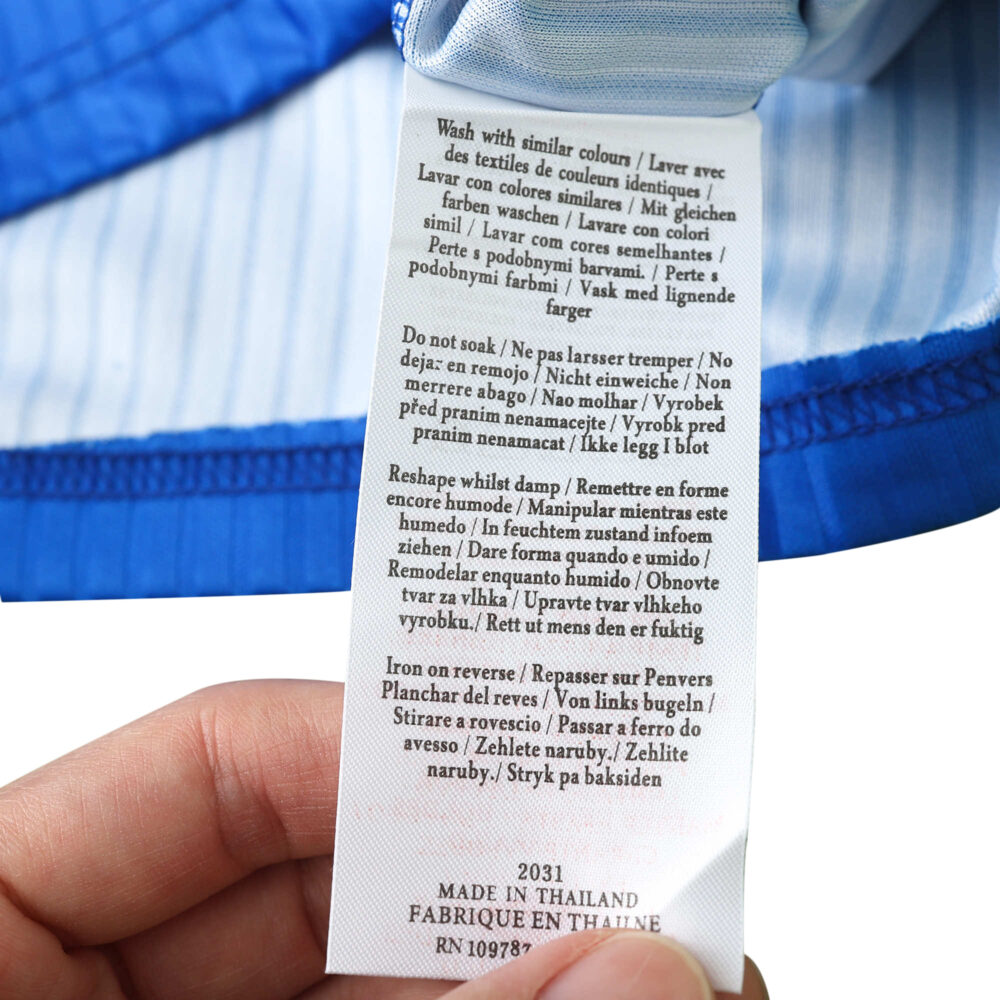 Wash with similar colours / Laver avec
des textiles de couleurs identiques /
Lavar con colores similares / Mit gleichen
farben waschen / Lavare con colori
simil / Lavar com cores semelhantes /
Perte s podobnymi barvami. / Perte s
podobnymi farbmi / Vask med lignende
farger
Do not soak / Ne pas larsser tremper / No
dejar en remojo / Nicht einweiche / Non
merrere abago / Nao molhar / Vyrobek
před pranim nenamacejte / Vyrobk pred
pranim nenamacat / Ikke legg I blot
Reshape whilst damp / Remettre en forme
encore humode / Manipular mientras este
humedo / In feuchtem zustand infoem
ziehen / Dare forma quando e umido /
Remodelar enquanto humido / Obnovte
tvar za vlhka / Upravte tvar vlhkeho
vyrobku./ Rett ut mens den er fuktig
Iron on reverse / Repasser sur Penvers
Planchar del reves / Von links bugeln /
Stirare a rovescio / Passar a ferro do
avesso / Zehlete naruby./ Zehlite
naruby./ Stryk pa baksiden
2031
MADE IN THAILAND
FABRIQUE EN THAIINE
RN 109787